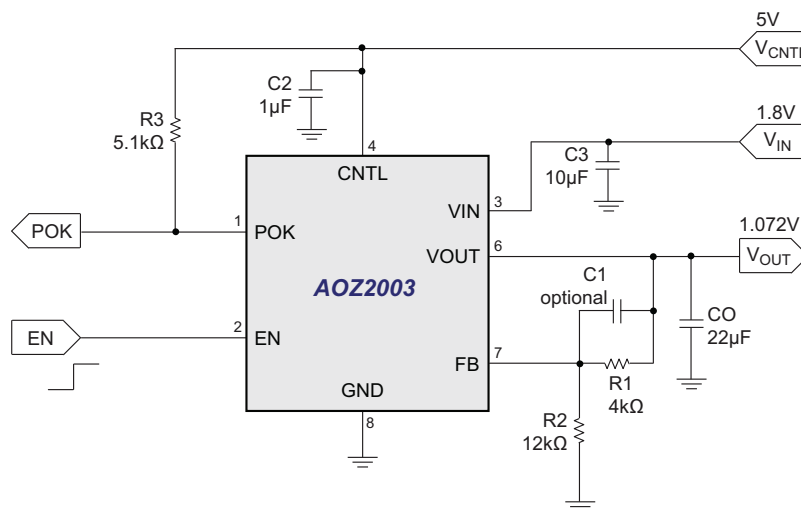 5V
VCNTL
C2
1µF
R3
5.1kΩ
4
CNTL
1.8V
VIN
C3
10µF
3
VIN
1.072V
VOUT
POK
1
POK
6
VOUT
AOZ2003
C1
optional
CO
22µF
EN
2
EN
7
FB
R1
4kΩ
GND
8
R2
12kΩ